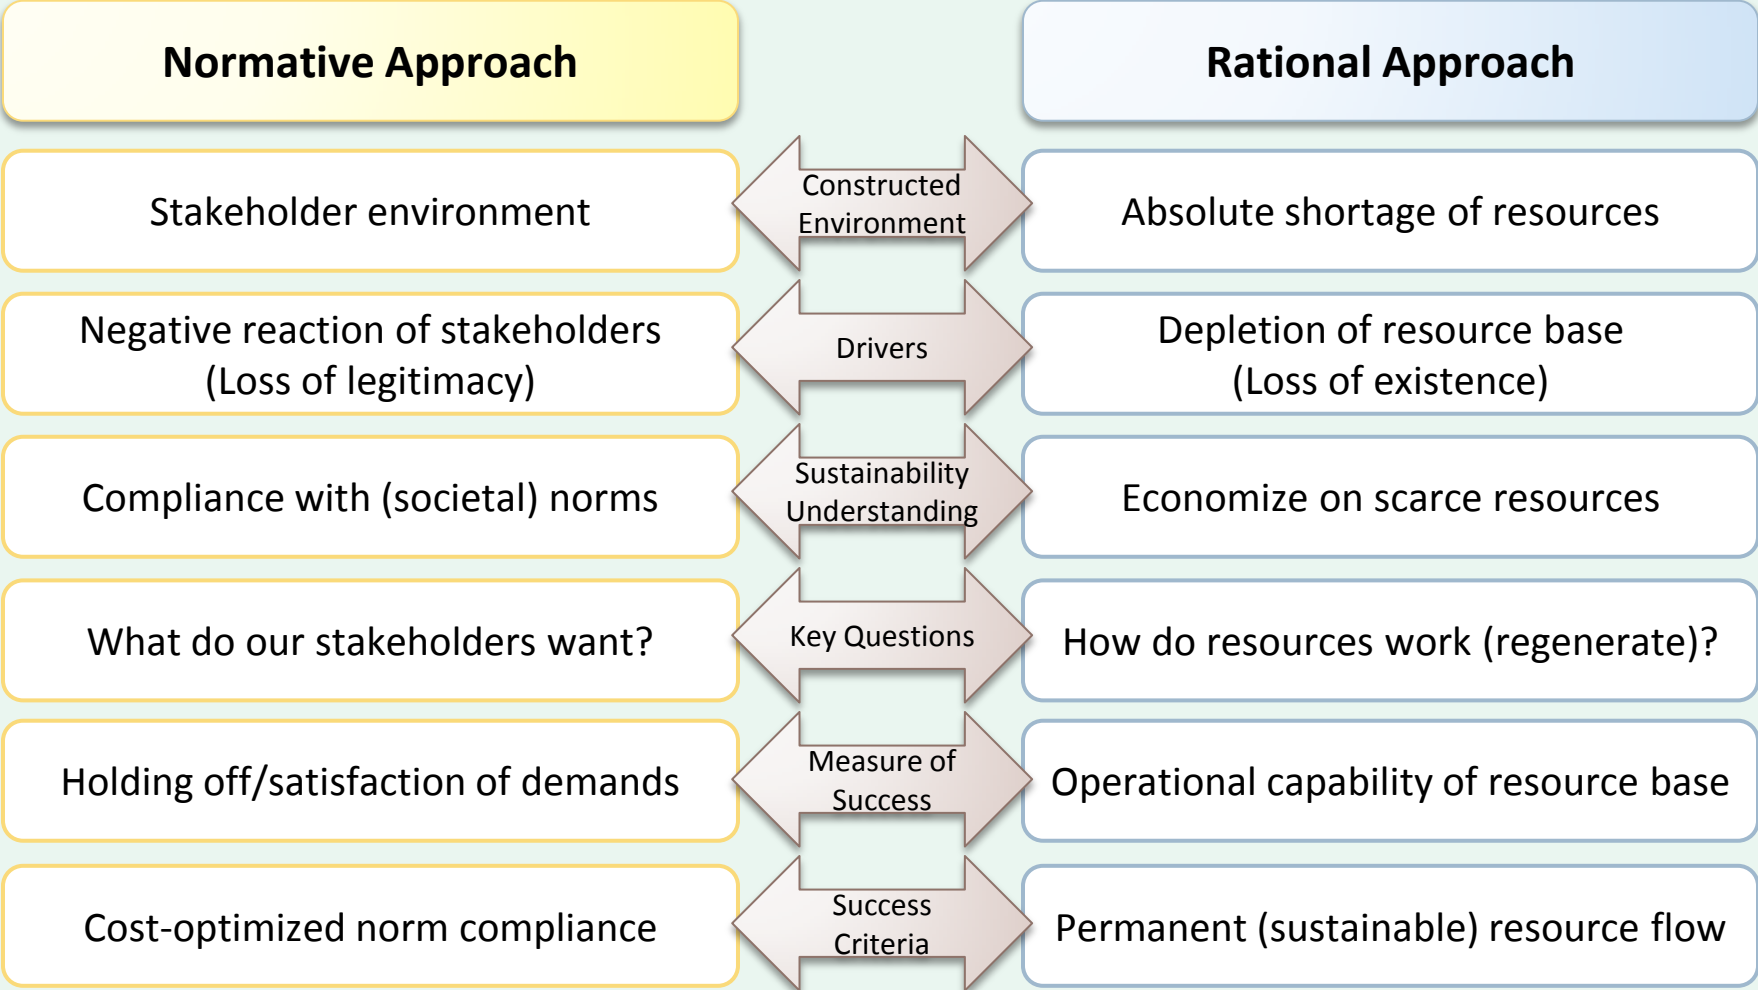 Normative Approach
Rational Approach
Stakeholder environment
Constructed
Environment
Absolute shortage of resources
Negative reaction of stakeholders
(Loss of legitimacy)
Drivers
Depletion of resource base
(Loss of existence)
Compliance with (societal) norms
Sustainability
Understanding
Economize on scarce resources
What do our stakeholders want?
Key Questions
How do resources work (regenerate)?
Holding off/satisfaction of demands
Measure of
Success
Operational capability of resource base
Cost-optimized norm compliance
Success
Criteria
Permanent (sustainable) resource flow